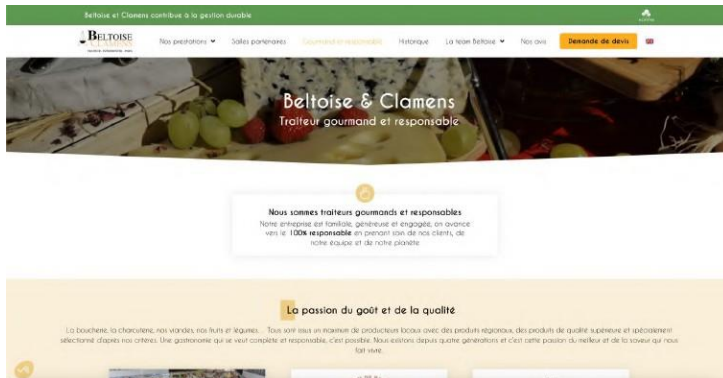 Beltoise et Clamens contribue à la gestion durable
BELTOISE
& CLAMENS
Nos prestations
Salles partenaires
Gourmand et responsable
Historique
La team Beltoise
Nos avis
Demande de devis
Beltoise & Clamens
Traiteur gourmand et responsable
Nous sommes traiteurs gourmands et responsables
Notre entreprise est familiale, généreuse et engagée, on avance
vers le 100% responsable en prenant soin de nos clients, de
notre équipe et de notre planète
La passion du goût et de la qualité
La boucherie, la charcuterie, nos viandes, nos fruits et légumes... Tous sont issus un maximum de producteurs locaux avec des produits régionaux, des produits de qualité supérieure et spécialement
sélectionné d'après nos critères. Une gastronomie qui se veut complète et responsable, c'est possible. Nous existons depuis quatre générations et c'est cette passion du meilleur et de la saveur qui nous
fait vivre.